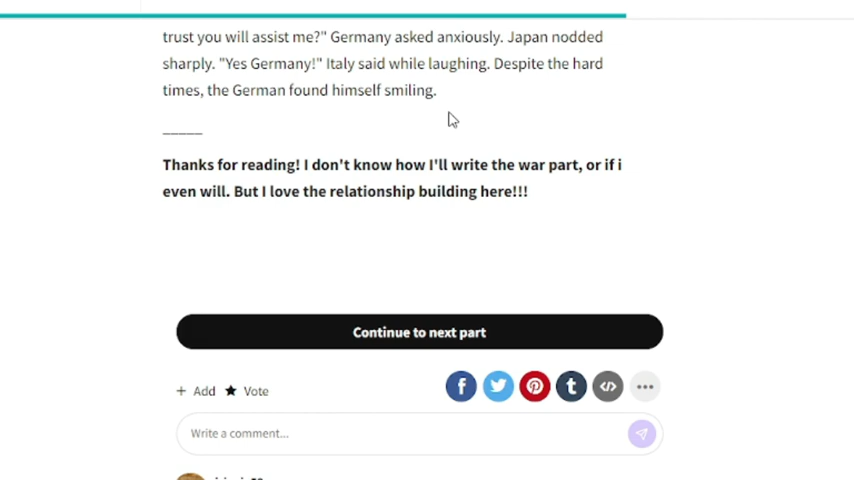 trust you will assist me?" Germany asked anxiously. Japan nodded
sharply. "Yes Germany!" Italy said while laughing. Despite the hard
times, the German found himself smiling.
_____
Thanks for reading! I don't know how I'll write the war part, or if i
even will. But I love the relationship building here!!!
Continue to next part
+ Add ★ Vote
Write a comment...